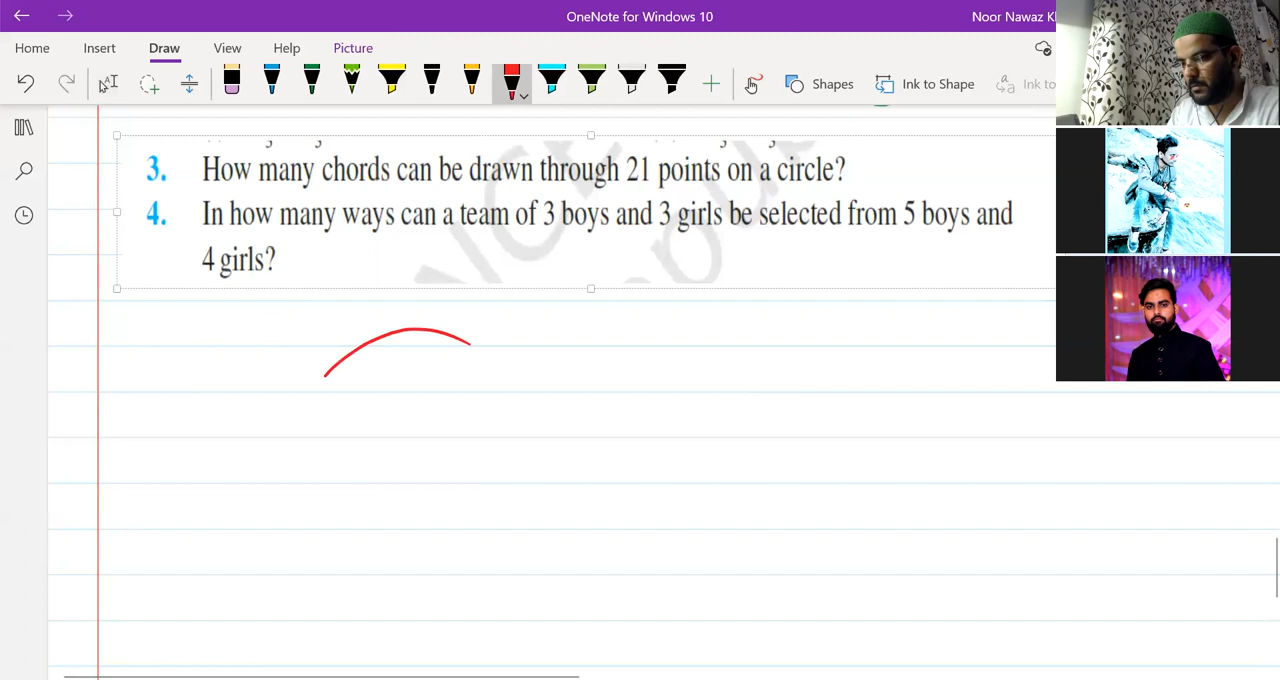 OneNote for Windows 10
Noor Nawaz
Home Insert Draw View Help Picture
Shapes Ink to Shape Ink to
3. How many chords can be drawn through 21 points on a circle?
4. In how many ways can a team of 3 boys and 3 girls be selected from 5 boys and
4 girls?